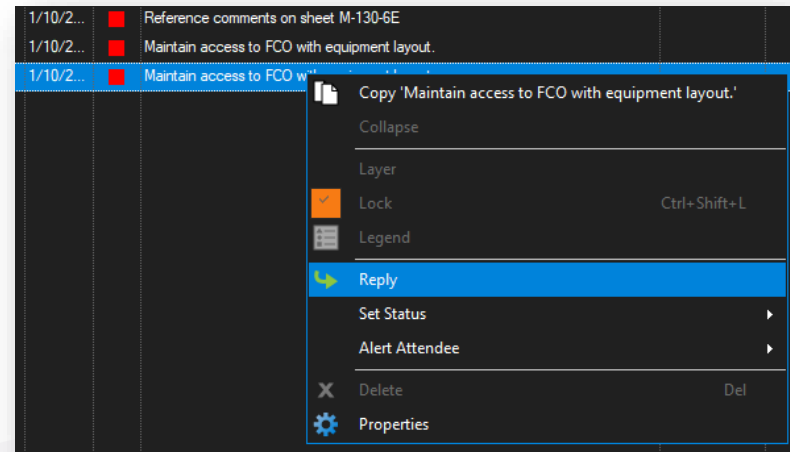 1/10/2... Reference comments on sheet M-130-6E
1/10/2... Maintain access to FCO with equipment layout.
1/10/2... Maintain access to FCO
Copy 'Maintain access to FCO with equipment layout.'
Collapse
Layer
Lock Ctrl+Shift+L
Legend
Reply
Set Status
Alert Attendee
Delete Del
Properties